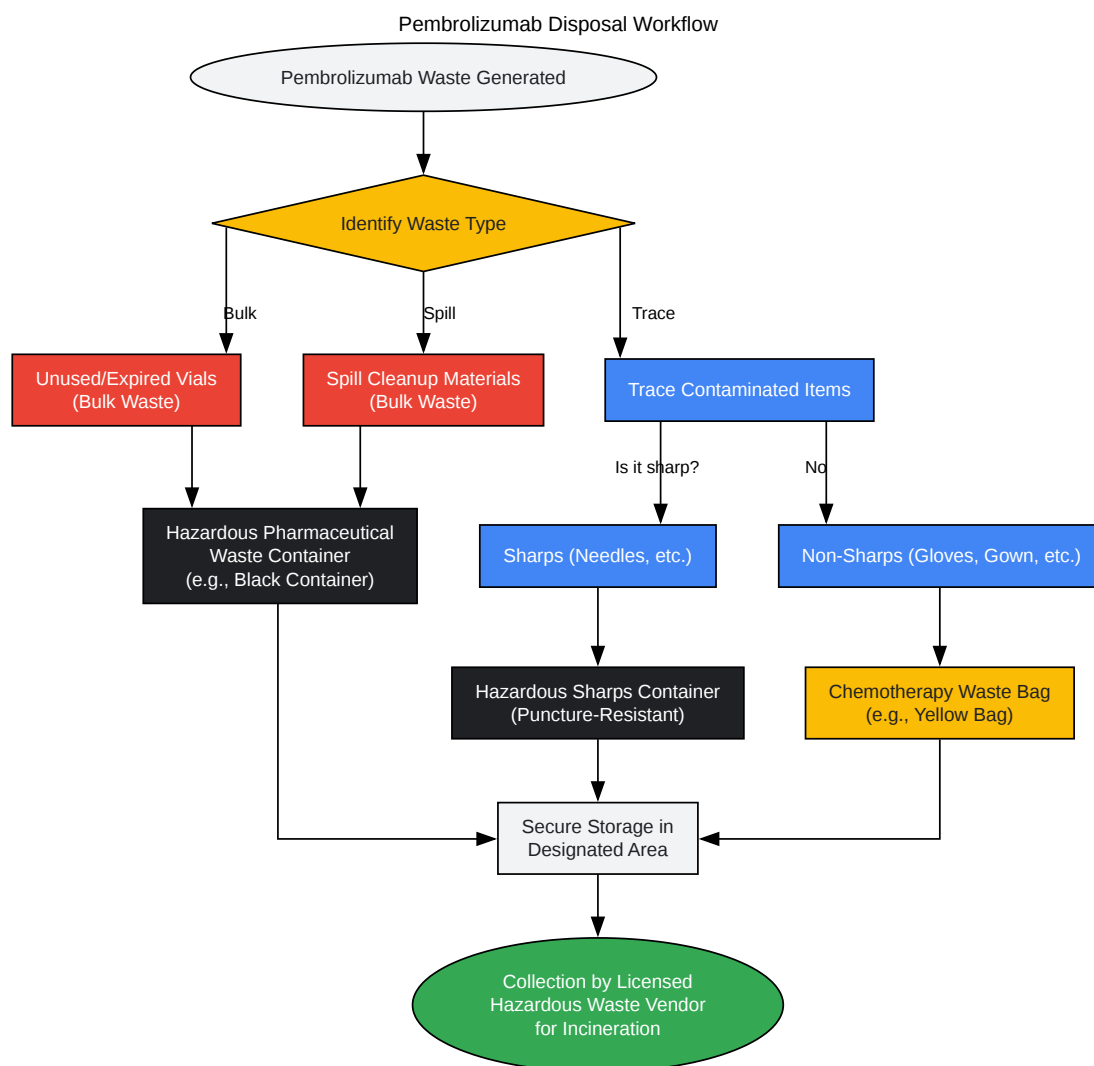 Pembrolizumab Disposal Workflow
Pembrolizumab Waste Generated
Identify Waste Type
Bulk
Spill
Trace
Unused/Expired Vials
(Bulk Waste)
Spill Cleanup Materials
(Bulk Waste)
Trace Contaminated Items
Is it sharp?
No
Hazardous Pharmaceutical
Waste Container
(e.g., Black Container)
Sharps (Needles, etc.)
Non-Sharps (Gloves, Gown, etc.)
Hazardous Sharps Container
(Puncture-Resistant)
Chemotherapy Waste Bag
(e.g., Yellow Bag)
Secure Storage in
Designated Area
Collection by Licensed
Hazardous Waste Vendor
for Incineration